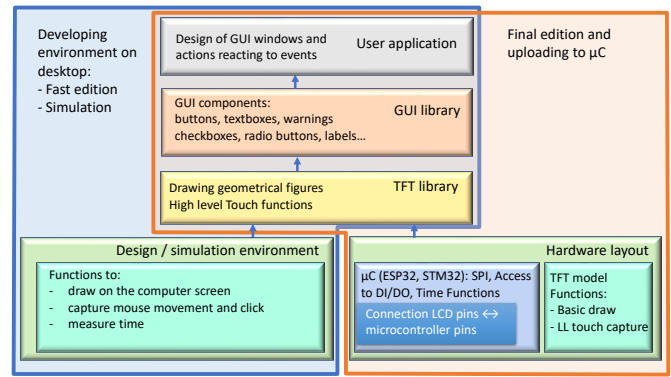 Developing
environment on
desktop:
- Fast edition
- Simulation
Design of GUI windows and
actions reacting to events
User application
Final edition and
uploading to µC
GUI components:
buttons, textboxes, warnings
checkboxes, radio buttons, labels...
GUI library
Drawing geometrical figures
High level Touch functions
TFT library
Design / simulation environment
Functions to:
- draw on the computer screen
- capture mouse movement and click
- measure time
Hardware layout
µC (ESP32, STM32): SPI, Access
to DI/DO, Time Functions
Connection LCD pins ↔
microcontroller pins
TFT model
Functions:
- Basic draw
- LL touch capture